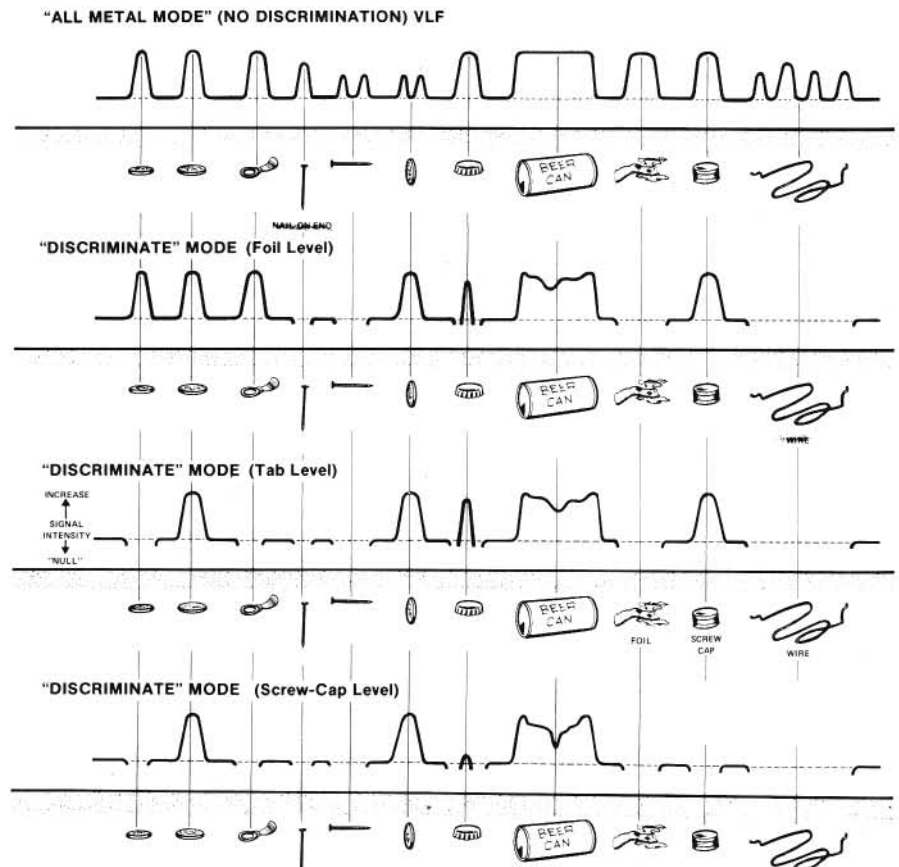 "ALL METAL MODE" (NO DISCRIMINATION) VLF
BEER
CAN
NAIL ON END
"DISCRIMINATE" MODE (Foil Level)
BEER
CAN
"WIRE
"DISCRIMINATE" MODE (Tab Level)
INCREASE
SIGNAL
INTENSITY
"NULL"
BEER
CAN
FOIL
SCREW
CAP
WIRE
"DISCRIMINATE" MODE (Screw-Cap Level)
BEER
CAN